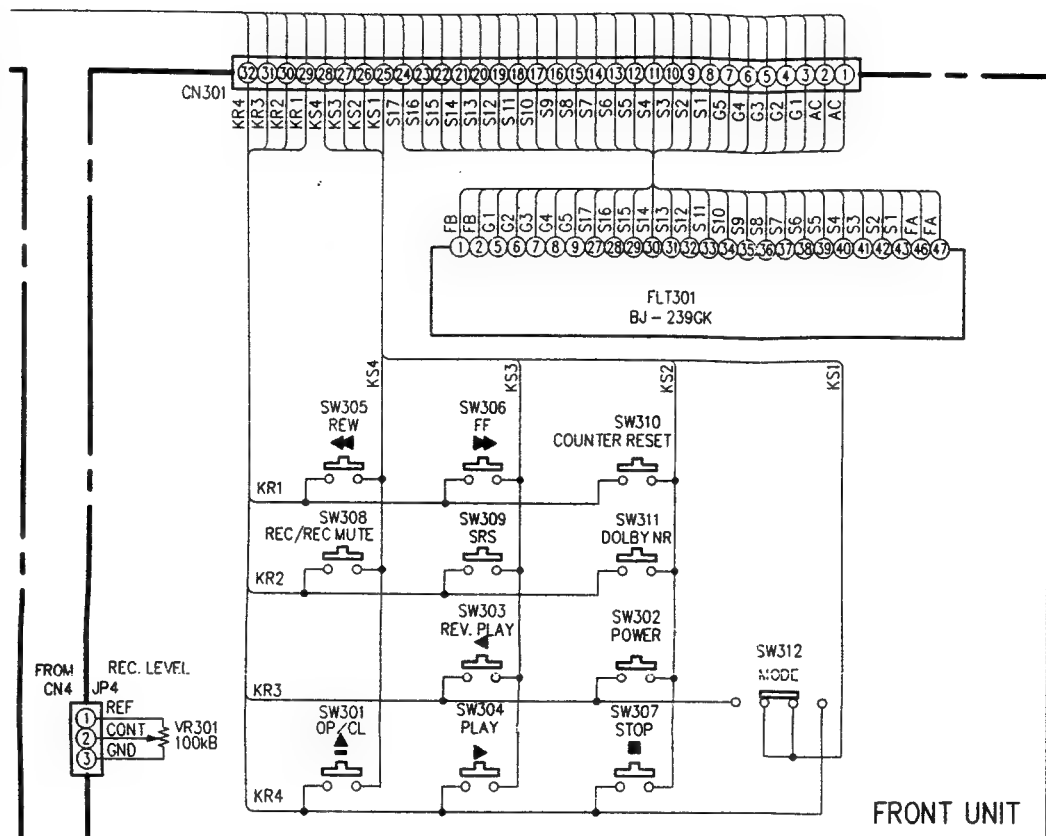 32 31 30 29 28 27 26 25 24 23 22 21 20 19 18 17 16 15 14 13 12 11 10 9 8 7 6 5 4 3 2 1
CN301
KR4 KR3 KR2 KR1 KS4 KS3 KS2 KS1 S17 S16 S15 S14 S13 S12 S11 S10 S9 S8 S7 S6 S5 S4 S3 S2 S1 G5 G4 G3 G2 G1 AC AC
FB FB G1 G2 G3 G4 G5 S17 S16 S15 S14 S13 S12 S11 S10 S9 S8 S7 S6 S5 S4 S3 S2 S1 FA FA
1 2 5 6 7 8 9 27 28 29 30 31 32 33 34 35 36 37 38 39 40 41 42 43 46 47
FLT301
BJ - 239GK
KS4 KS3 KS2 KS1
SW305 SW306 SW310
REW FF COUNTER RESET
KR1
SW308 SW309 SW311
REC/REC MUTE SRS DOLBY NR
KR2
SW303 SW302
REV. PLAY POWER
SW312
MODE
FROM REC. LEVEL
CN4 JP4
KR3
1 REF
2 CONT
3 GND
VR301
100kB
SW301 SW304 SW307
OP/CL PLAY STOP
KR4
FRONT UNIT